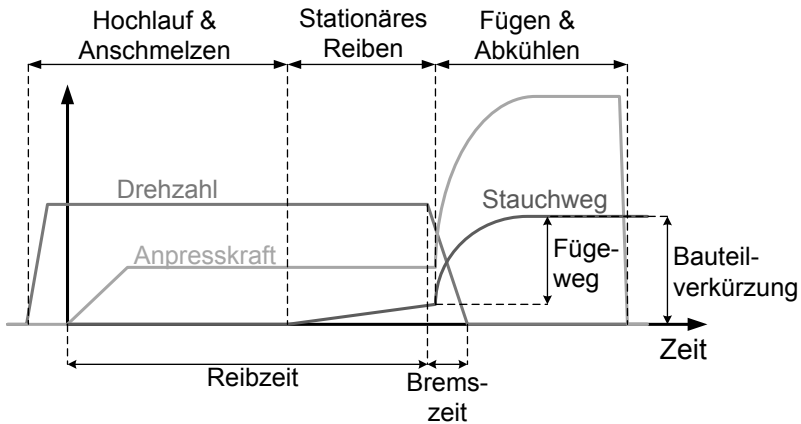 Hochlauf &
Anschmelzen
Stationäres
Reiben
Fügen &
Abkühlen
Drehzahl
Stauchweg
Anpresskraft
Füge-
weg
Bauteil-
verkürzung
Zeit
Reibzeit
Brems-
zeit